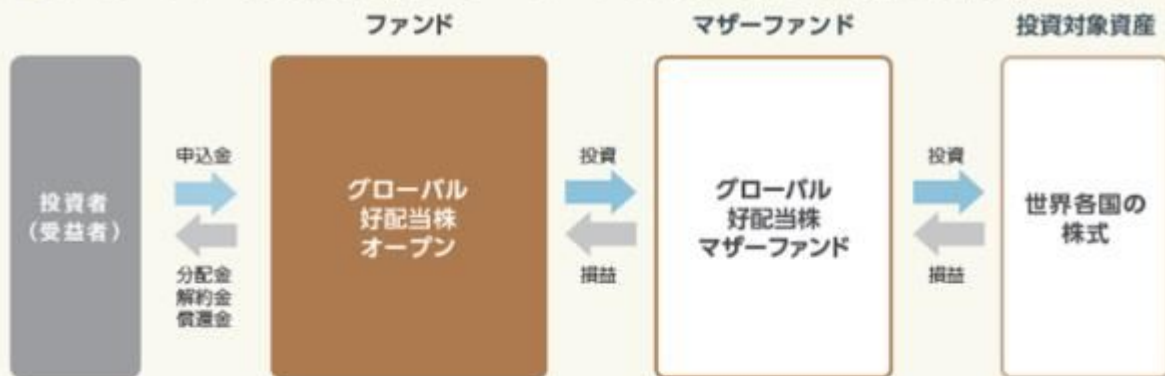 ファンド
マザーファンド
投資対象資産
投資者
(受益者)
申込金
分配金
解約金
償還金
グローバル
好配当株
オープン
投資
損益
グローバル
好配当株
マザーファンド
投資
損益
世界各国の
株式